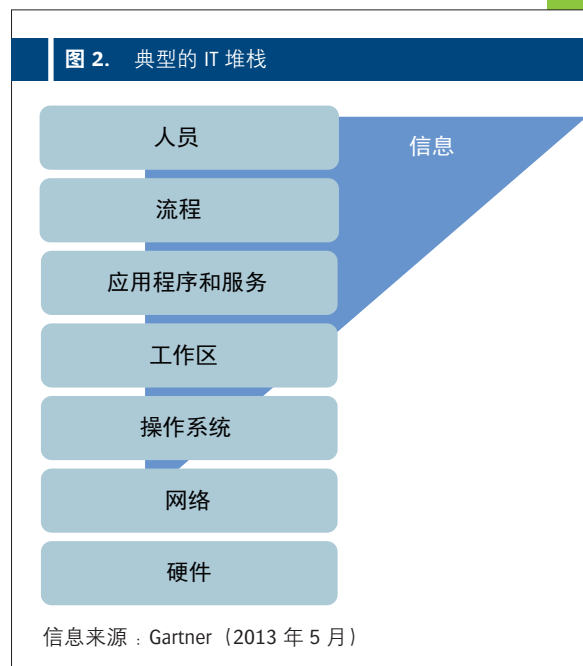 图 2. 典型的 IT 堆栈
人员
信息
流程
应用程序和服务
工作区
操作系统
网络
硬件
信息来源：Gartner（2013 年 5 月）